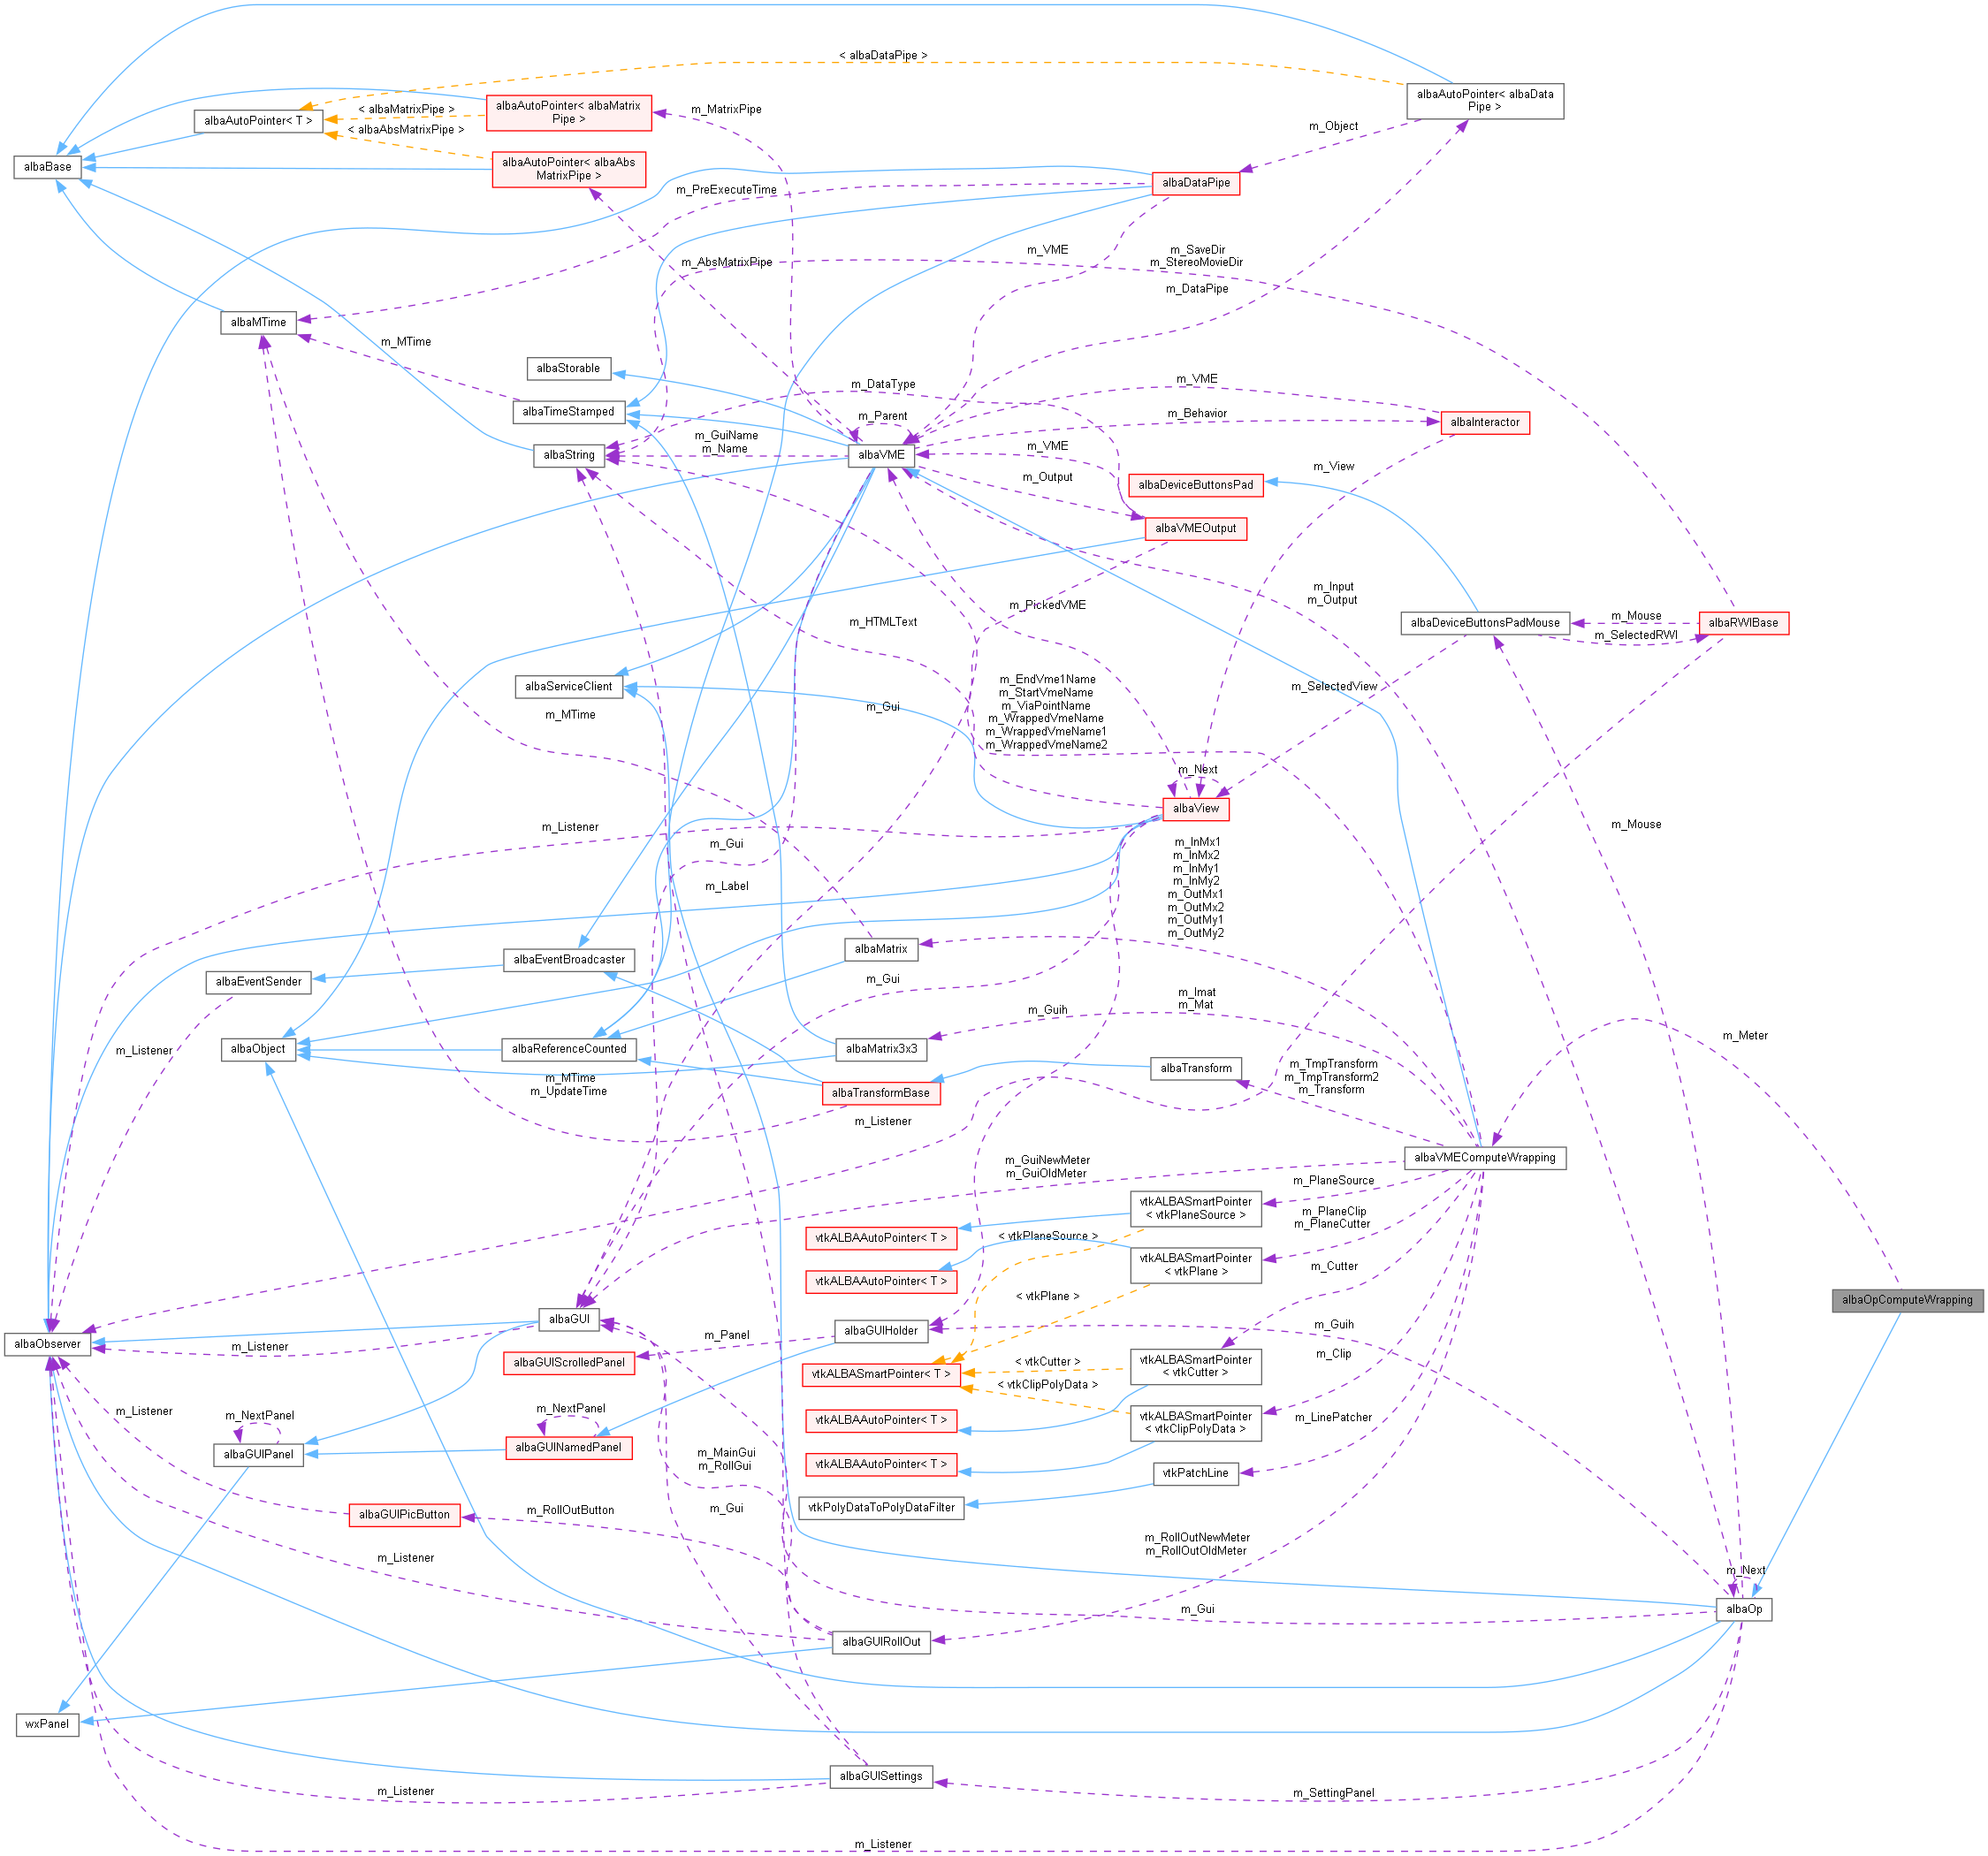 < albaDataPipe >
albaAutoPointer< albaData
Pipe >
albaAutoPointer< albaMatrix
Pipe >
< albaMatrixPipe >
m_MatrixPipe
albaAutoPointer< T >
< albaAbsMatrixPipe >
m_Object
albaBase
albaAutoPointer< albaAbs
MatrixPipe >
albaDataPipe
m_PreExecuteTime
m_VME
m_SaveDir
m_StereoMovieDir
m_AbsMatrixPipe
m_DataPipe
albaMTime
m_MTime
albaStorable
m_DataType
m_VME
albaTimeStamped
m_Parent
m_Behavior
albaInteractor
m_GuiName
m_Name
albaString
albaVME
m_VME
m_View
m_Output
albaDeviceButtonsPad
albaVMEOutput
m_Input
m_Output
m_PickedVME
m_HTMLText
albaDeviceButtonsPadMouse
m_Mouse
m_SelectedRWI
albaRWIBase
albaServiceClient
m_EndVme1Name
m_StartVmeName
m_ViaPointName
m_WrappedVmeName
m_WrappedVmeName1
m_WrappedVmeName2
m_SelectedView
m_MTime
m_Gui
m_Next
albaView
m_Listener
m_Mouse
m_Gui
m_InMx1
m_InMx2
m_InMy1
m_InMy2
m_OutMx1
m_OutMx2
m_OutMy1
m_OutMy2
m_Label
albaEventBroadcaster
albaMatrix
albaEventSender
m_Gui
m_Guih
m_Imat
m_Mat
m_Meter
m_Listener
albaObject
albaReferenceCounted
albaMatrix3x3
albaTransform
m_MTime
m_UpdateTime
albaTransformBase
m_TmpTransform
m_TmpTransform2
m_Transform
m_Listener
albaVMEComputeWrapping
m_GuiNewMeter
m_GuiOldMeter
m_PlaneSource
vtkALBASmartPointer
< vtkPlaneSource >
m_PlaneClip
m_PlaneCutter
vtkALBAAutoPointer< T >
< vtkPlaneSource >
vtkALBASmartPointer
< vtkPlane >
m_Cutter
vtkALBAAutoPointer< T >
albaOpComputeWrapping
< vtkPlane >
albaGUI
albaGUIHolder
m_Guih
albaObserver
m_Listener
m_Panel
albaGUIScrolledPanel
vtkALBASmartPointer< T >
< vtkCutter >
vtkALBASmartPointer
< vtkCutter >
m_Clip
< vtkClipPolyData >
m_Listener
m_NextPanel
m_NextPanel
vtkALBAAutoPointer< T >
vtkALBASmartPointer
< vtkClipPolyData >
m_LinePatcher
albaGUIPanel
albaGUINamedPanel
m_MainGui
m_RollGui
vtkALBAAutoPointer< T >
vtkPatchLine
m_RollOutButton
m_Gui
vtkPolyDataToPolyDataFilter
albaGUIPicButton
m_RollOutNewMeter
m_RollOutOldMeter
m_Listener
m_Next
m_Gui
albaOp
albaGUIRollOut
wxPanel
albaGUISettings
m_Listener
m_SettingPanel
m_Listener